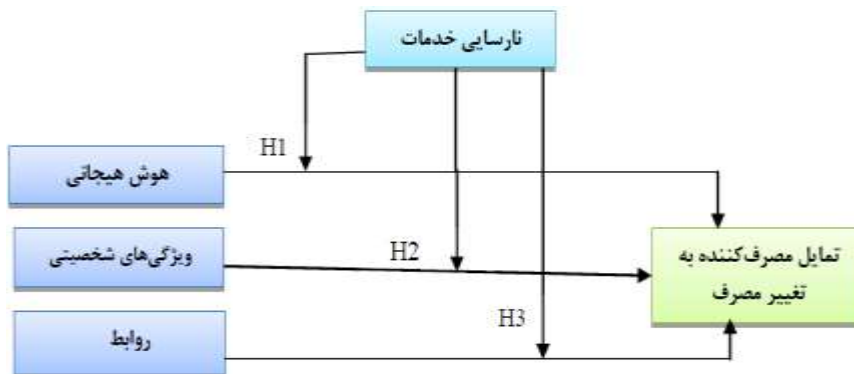 نارسایی خدمات
H1
هوش هیجانی
ویژگی‌های شخصیتی
H2
تمایل مصرف‌کننده به
تغییر مصرف
H3
روابط